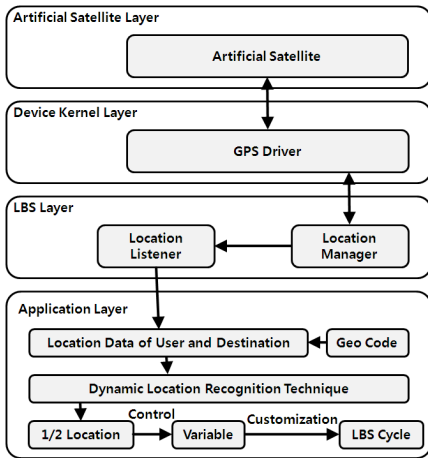 Artificial Satellite Layer
Artificial Satellite
Device Kernel Layer
GPS Driver
LBS Layer
Location
Listener
Location
Manager
Application Layer
Location Data of User and Destination
Geo Code
Dynamic Location Recognition Technique
1/2 Location
Control
Variable
Customization
LBS Cycle